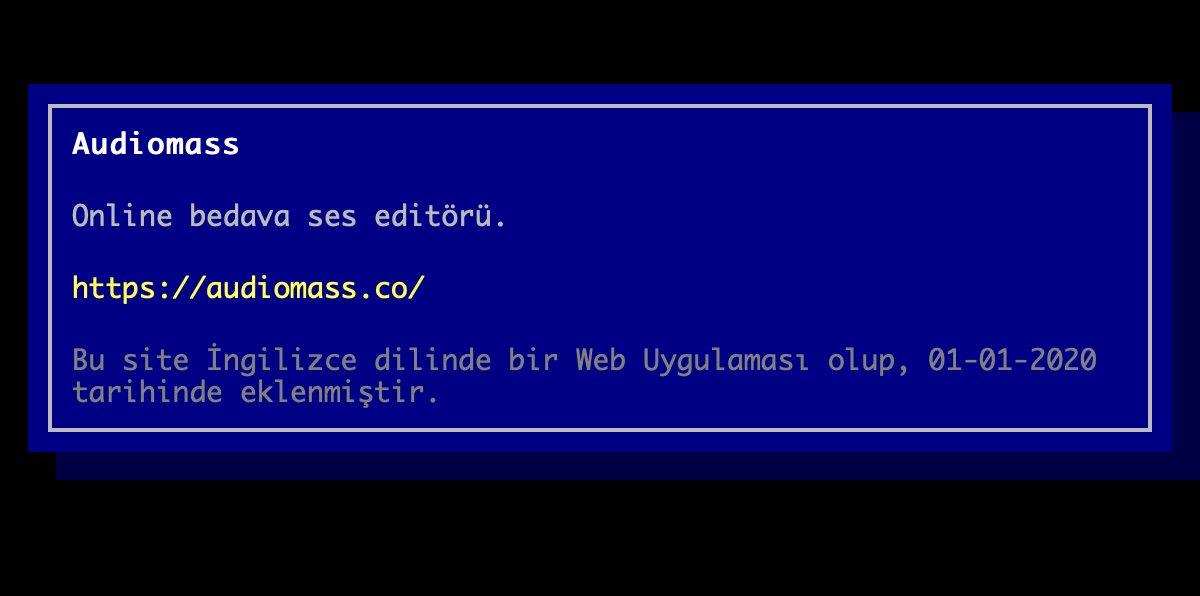 Audiomass
Online bedava ses editörü.
https://audiomass.co/
Bu site İngilizce dilinde bir Web Uygulaması olup, 01-01-2020
tarihinde eklenmiştir.